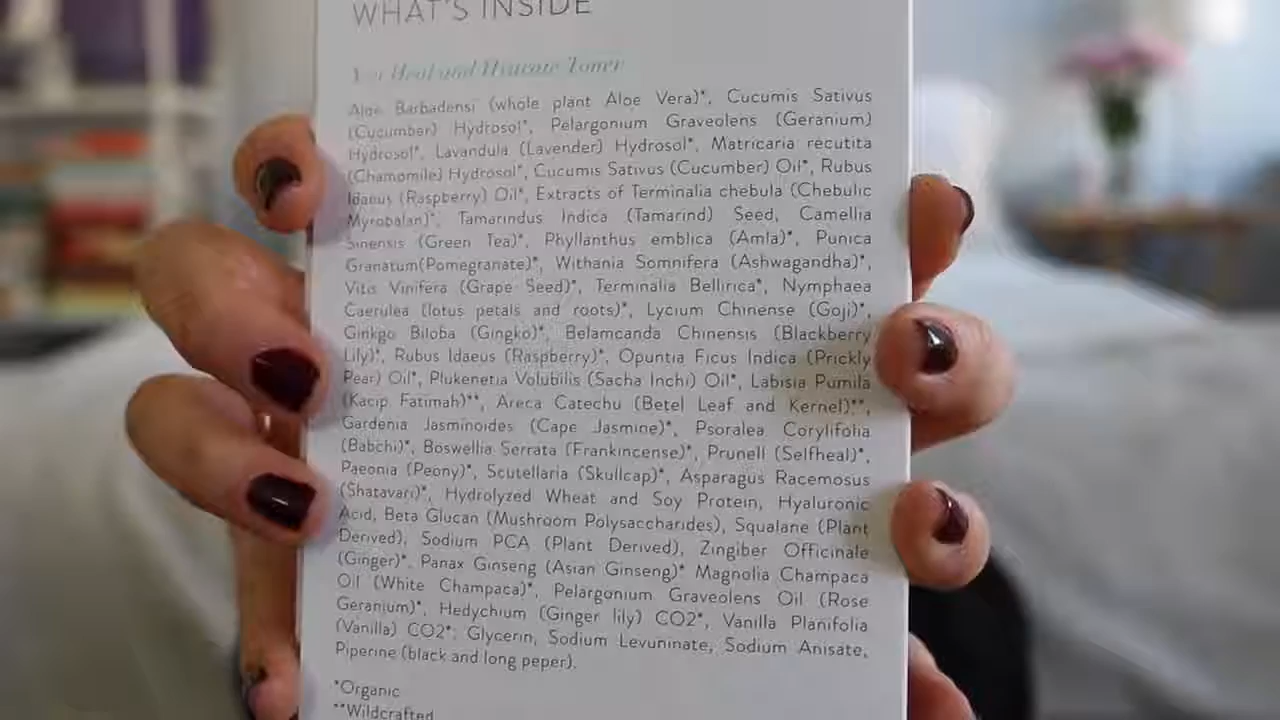 WHAT'S INSIDE
Heal and Hydrate Toner
Aloe Barbadensi (whole plant Aloe Vera)*, Cucumis Sativus
(Cucumber) Hydrosol*, Pelargonium Graveolens (Geranium)
Hydrosol*, Lavandula (Lavender) Hydrosol*, Matricaria recutita
(Chamomile) Hydrosol*, Cucumis Sativus (Cucumber) Oil*, Rubus
Idaeus (Raspberry) Oil*, Extracts of Terminalia chebula (Chebulic
Myrobalan)*, Tamarindus Indica (Tamarind) Seed, Camellia
Sinensis (Green Tea)*, Phyllanthus emblica (Amla)*, Punica
Granatum(Pomegranate)*, Withania Somnifera (Ashwagandha)*,
Vitis Vinifera (Grape Seed)*, Terminalia Bellirica*, Nymphaea
Caerulea (lotus petals and roots)*, Lycium Chinense (Goji)*,
Ginkgo Biloba (Gingko)*, Belamcanda Chinensis (Blackberry
Lily)*, Rubus Idaeus (Raspberry)*, Opuntia Ficus Indica (Prickly
Pear) Oil*, Plukenetia Volubilis (Sacha Inchi) Oil*, Labisia Pumila
(Kacip Fatimah)**, Areca Catechu (Betel Leaf and Kernel)**,
Gardenia Jasminoides (Cape Jasmine)*, Psoralea Corylifolia
(Babchi)*, Boswellia Serrata (Frankincense)*, Prunell (Selfheal)*,
Paeonia (Peony)*, Scutellaria (Skullcap)*, Asparagus Racemosus
(Shatavari)*, Hydrolyzed Wheat and Soy Protein, Hyaluronic
Acid, Beta Glucan (Mushroom Polysaccharides), Squalane (Plant
Derived), Sodium PCA (Plant Derived), Zingiber Officinale
(Ginger)*, Panax Ginseng (Asian Ginseng)* Magnolia Champaca
Oil (White Champaca)*, Pelargonium Graveolens Oil (Rose
Geranium)*, Hedychium (Ginger lily) CO2*, Vanilla Planifolia
(Vanilla) CO2*; Glycerin, Sodium Levuninate, Sodium Anisate,
Piperine (black and long peper).
*Organic
**Wildcrafted